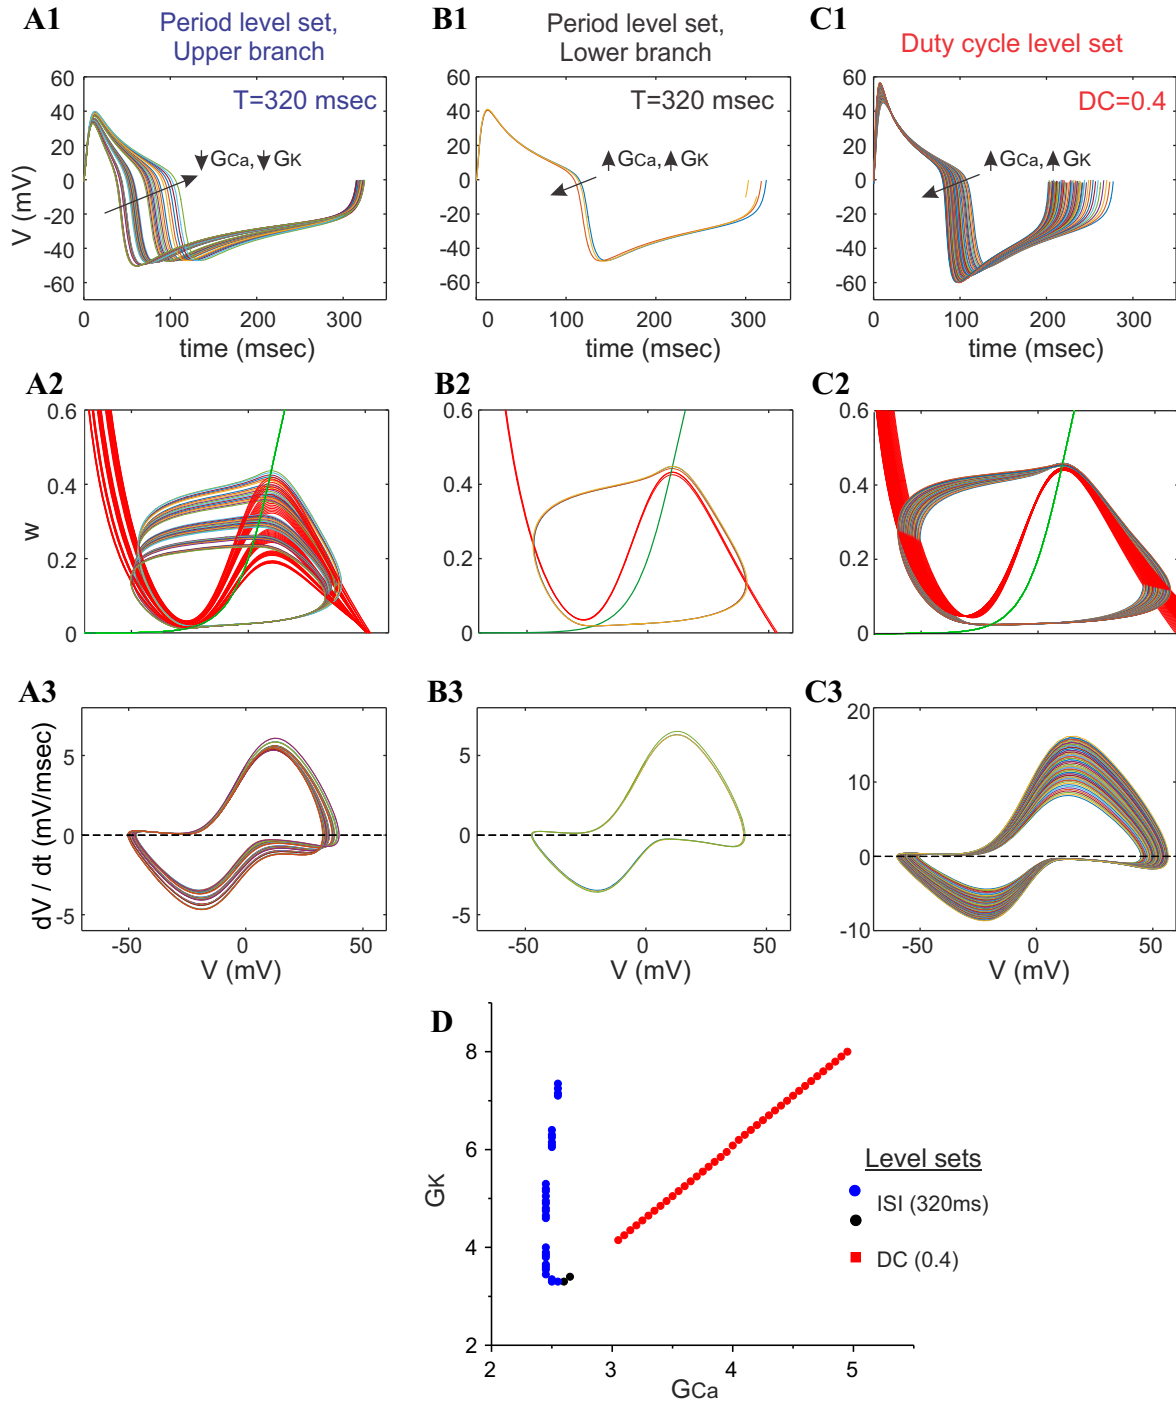 A1
Period level set,
Upper branch
B1
Period level set,
Lower branch
C1
Duty cycle level set
60
40
20
0
-20
-40
-60
V (mV)
T=320 msec
GCa, GK
0
100
200
300
time (msec)
60
40
20
0
-20
-40
-60
T=320 msec
GCa, GK
0
100
200
300
time (msec)
60
40
20
0
-20
-40
-60
DC=0.4
GCa, GK
0
100
200
300
time (msec)
A2
B2
C2
0.6
0.4
0.2
0
w
0.6
0.4
0.2
0
0.6
0.4
0.2
0
A3
B3
C3
5
0
-5
dV / dt (mV/msec)
-50
0
50
V (mV)
5
0
-5
-50
0
50
V (mV)
20
10
0
-10
-50
0
50
V (mV)
D
8
6
4
2
GK
2
3
4
5
GCa
Level sets
ISI (320ms)
DC (0.4)